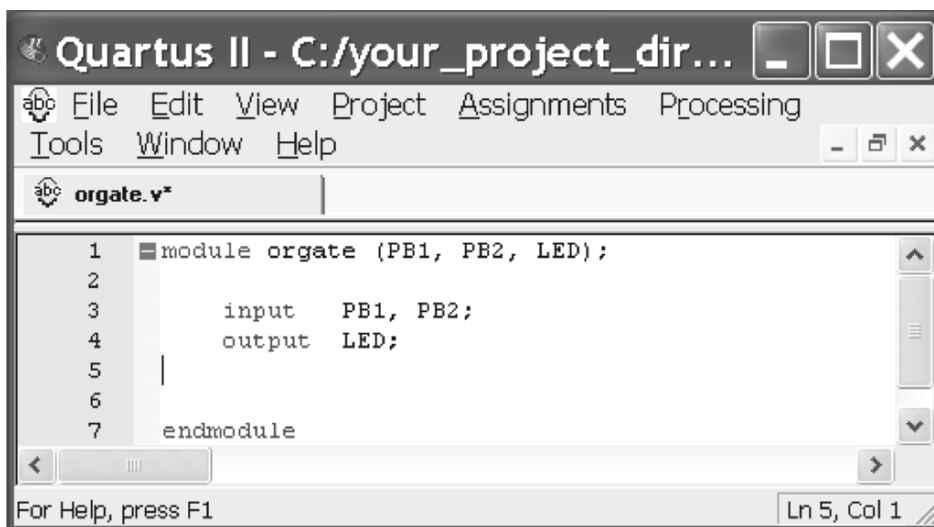 Quartus II - C:/your_project_dir...
File Edit View Project Assignments Processing
Tools Window Help
orgate.v*
1 module orgate (PB1, PB2, LED);
2
3 input PB1, PB2;
4 output LED;
5
6
7 endmodule
For Help, press F1 Ln 5, Col 1